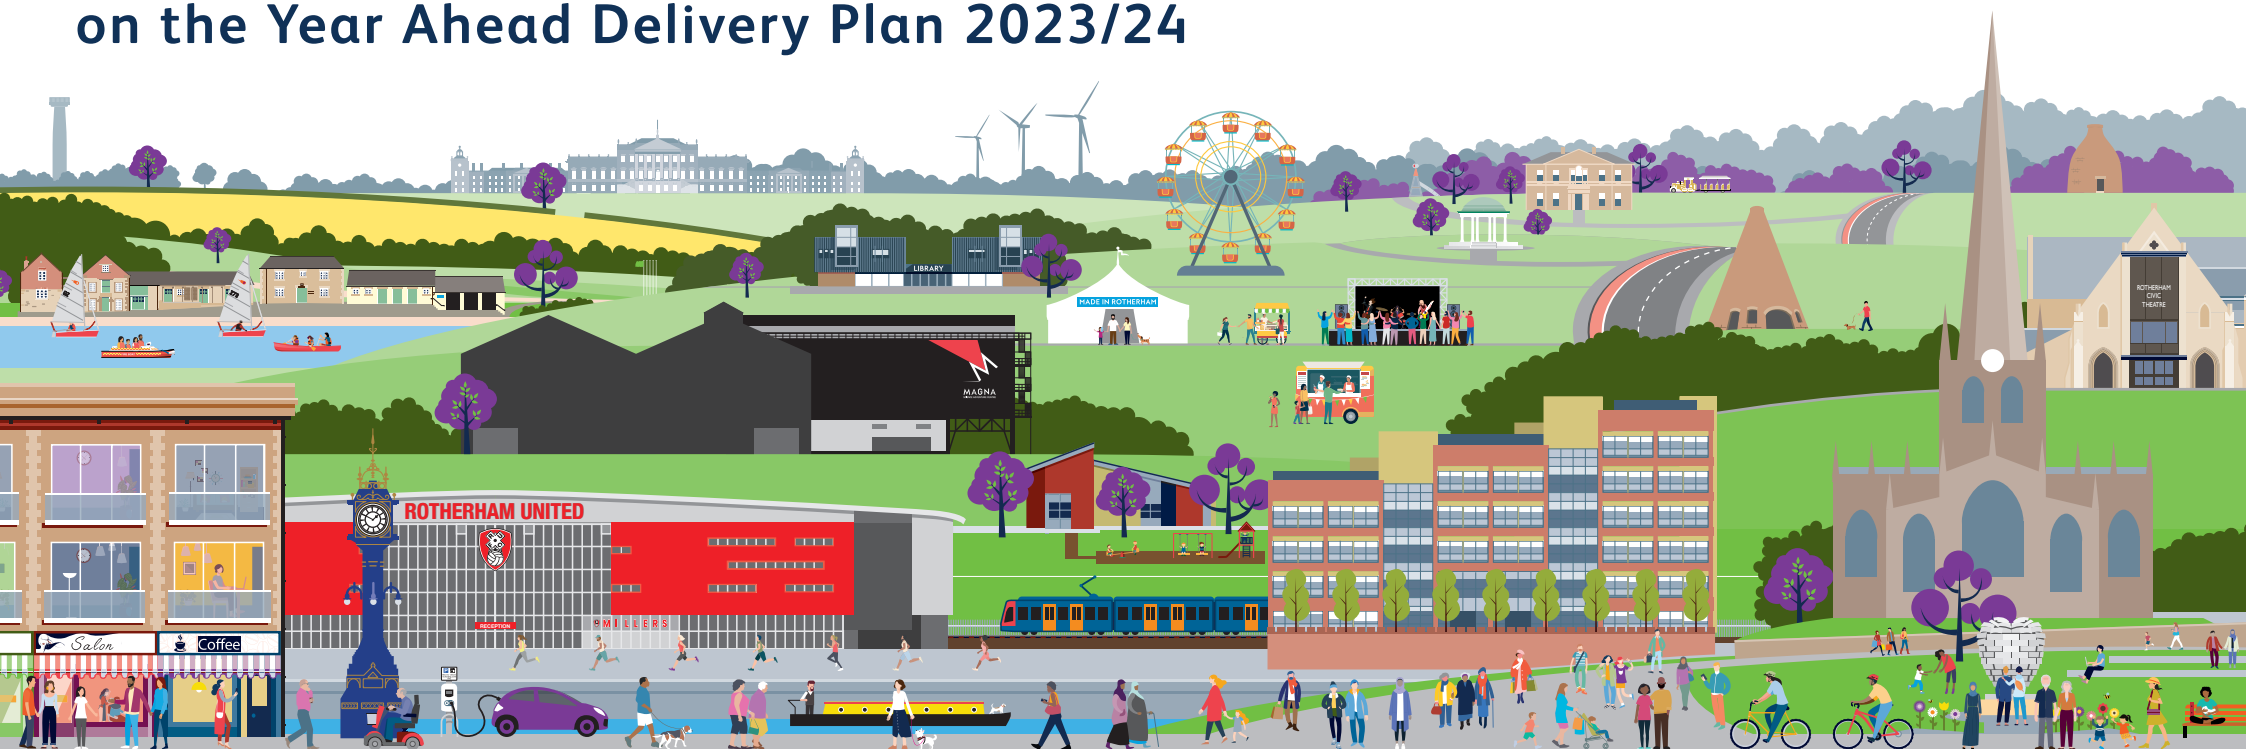 on the Year Ahead Delivery Plan 2023/24
LIBRARY
MADE IN ROTHERHAM
ROTHERHAM
CIVIC
THEATRE
MAGNA
ROTHERHAM UNITED
RECEPTION
MILLERS
Salon
Coffee